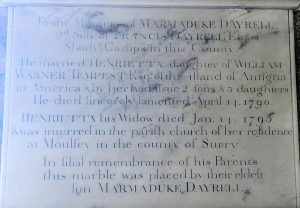 To the Memory of MARMADUKE DAYRELL,
2d Son of FRANCIS DAYRELL Esqr. of
Shudy Camps in this County.
He married HENRIETTA, daughter of WILLIAM
WARNER TEMPEST Esqr. of the island of Antigua
in America & by her had issue 2 sons & 3 daughters
He died sincerely lamented April 14. 1790.
HENRIETTA his Widow died Jan. 14. 1795
& was interred in the parish church of her residence
at Moulsey in the county of Surry.
In filial remembrance of his Parents
this marble was placed by their eldest
son MARMADUKE DAYRELL.